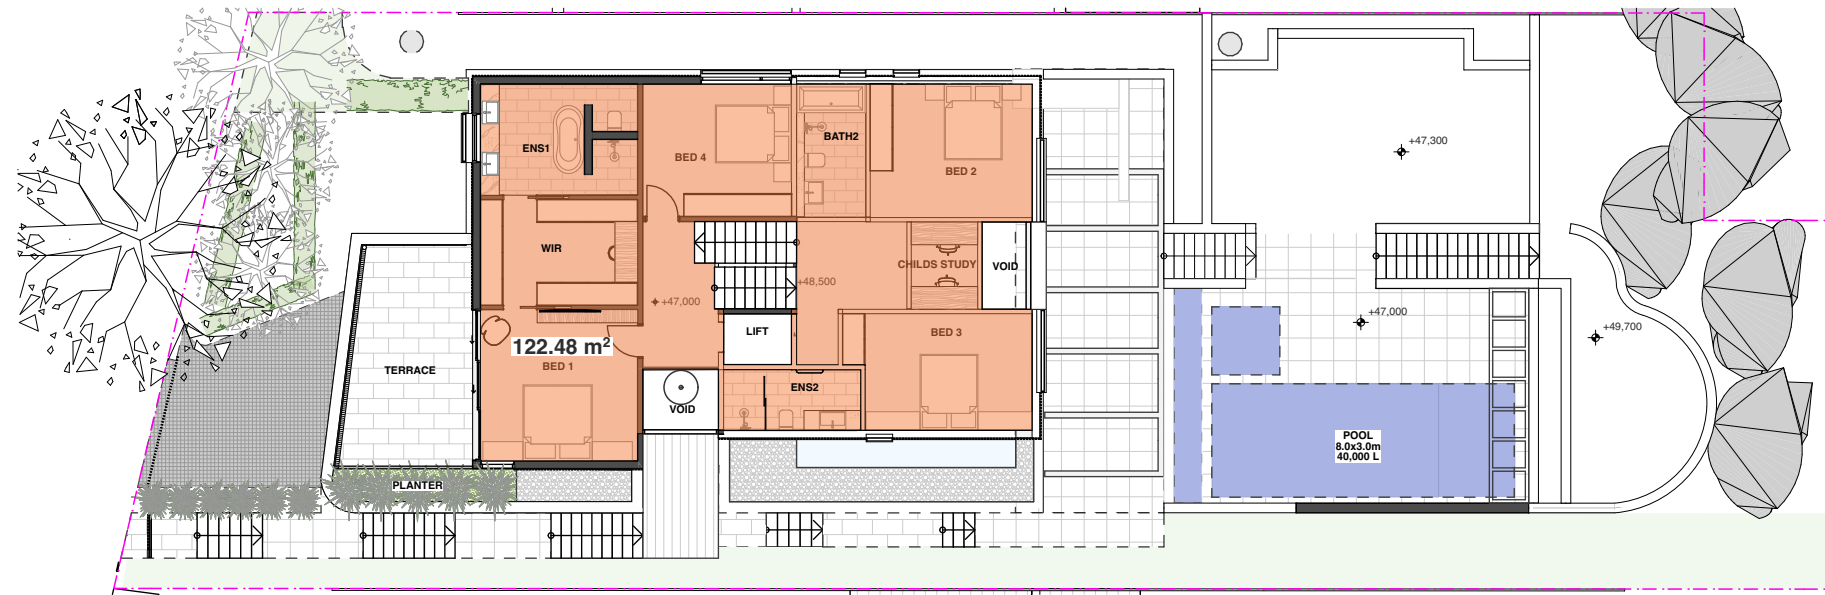 +47,300
ENS1
BED 4
BATH2
BED 2
WIR
CHILDS STUDY
VOID
+48,500
+47,000
+47,000
LIFT
BED 3
+49,700
122.48 m²
BED 1
TERRACE
ENS2
VOID
POOL
8.0x3.0m
40,000 L
PLANTER